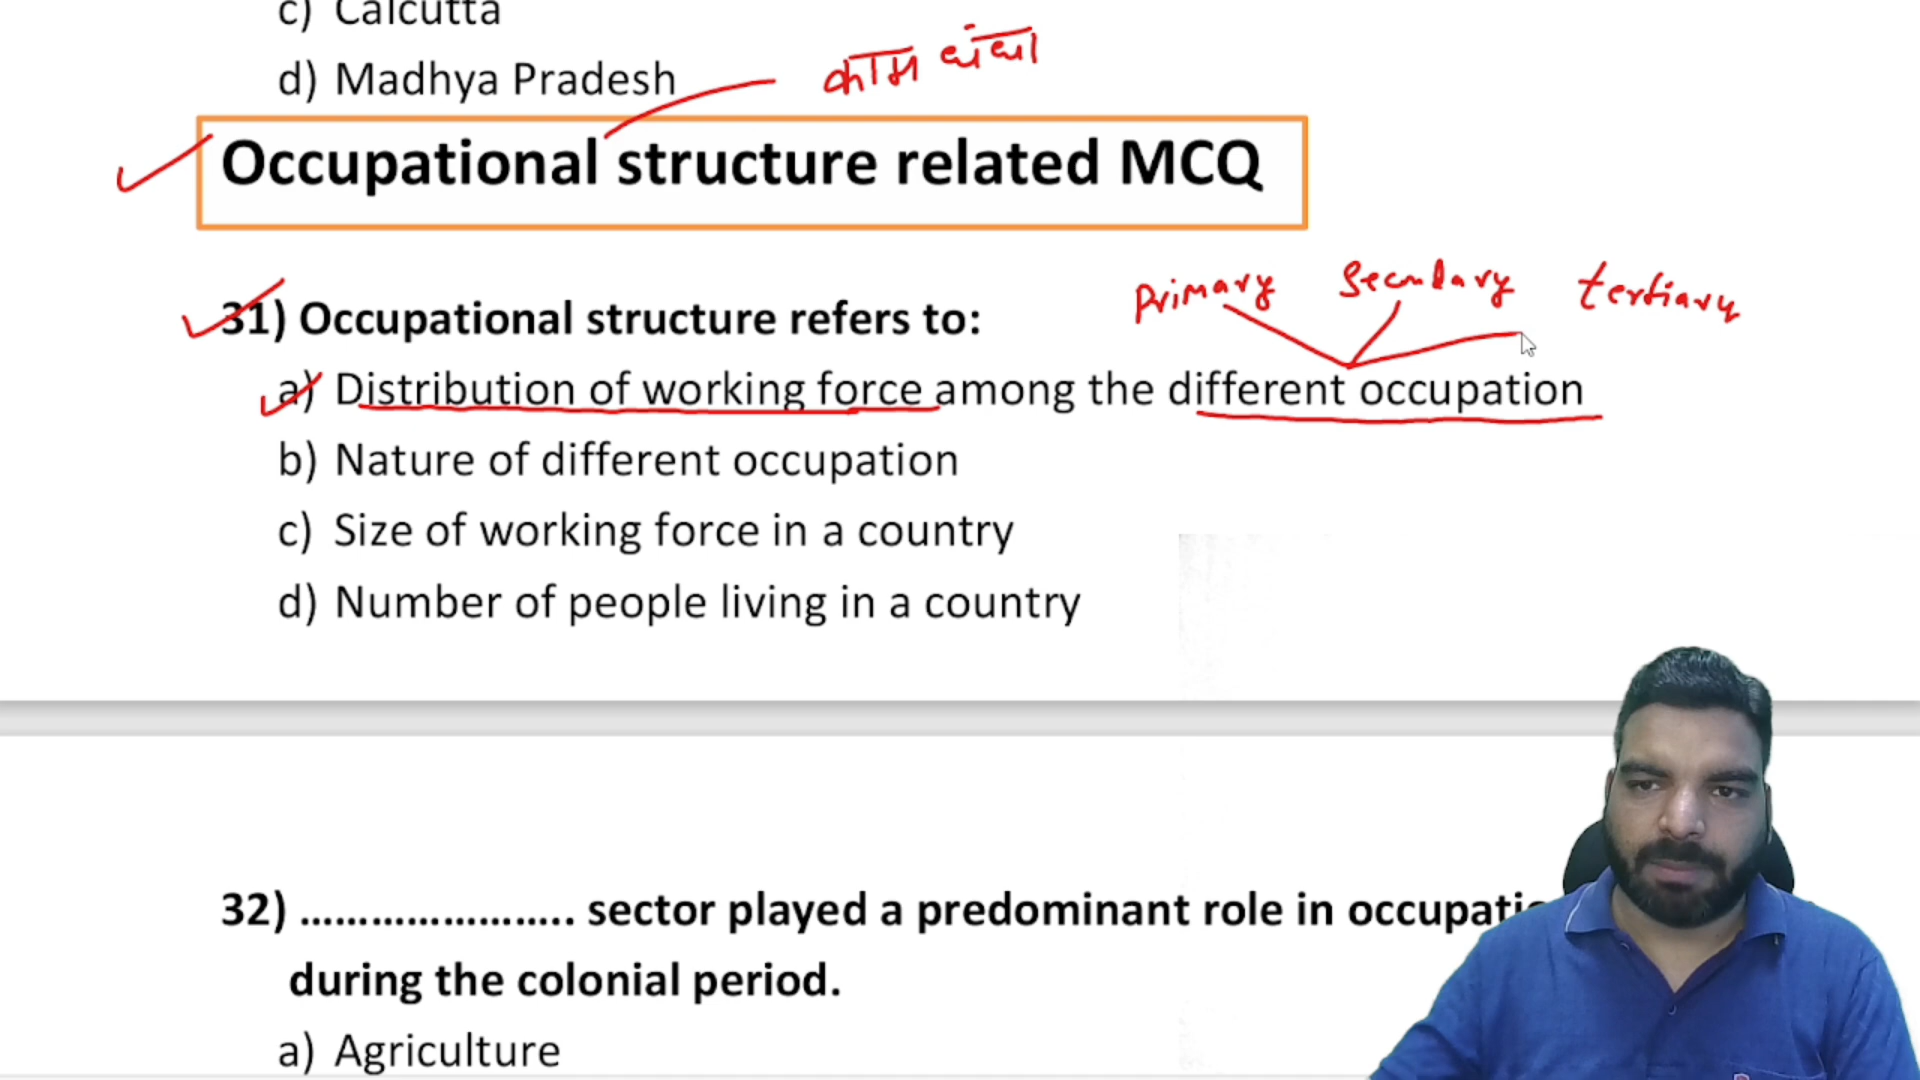 c) Calcutta
d) Madhya Pradesh
काम धंधा
Occupational structure related MCQ
Primary Secondary tertiary
31) Occupational structure refers to:
a) Distribution of working force among the different occupation
b) Nature of different occupation
c) Size of working force in a country
d) Number of people living in a country
32) ...................... sector played a predominant role in
during the colonial period.
a) Agriculture